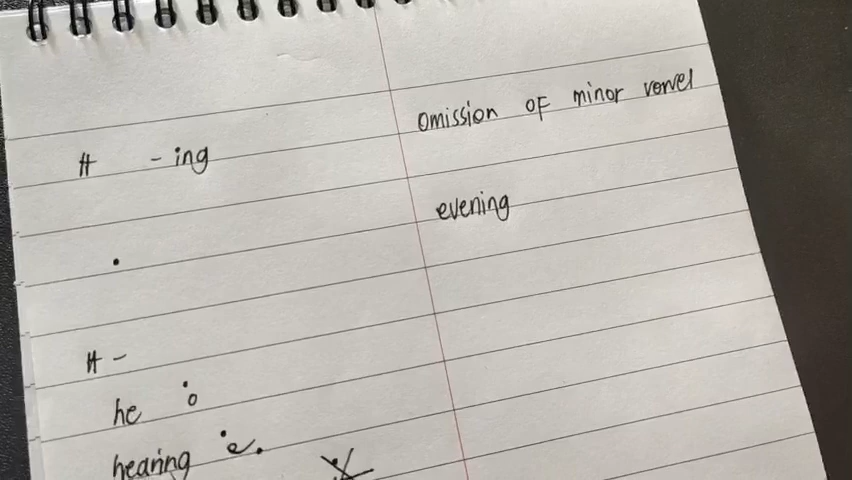 H -ing
.
H -
he
hearing
omission of minor vowel
evening